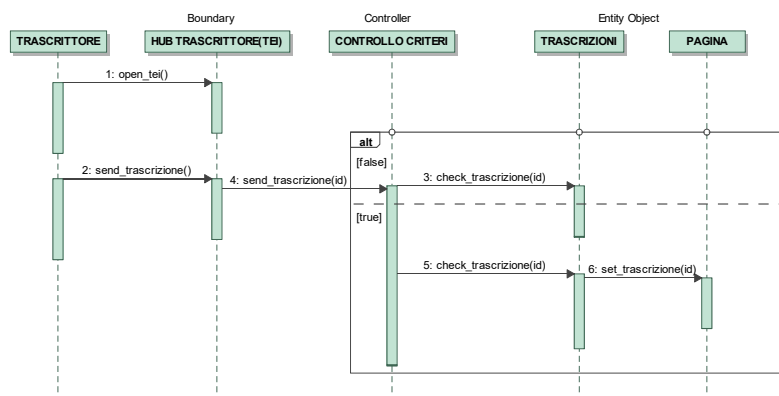 Boundary
Controller
Entity Object
TRASCRITTORE
HUB TRASCRITTORE(TEI)
CONTROLLO CRITERI
TRASCRIZIONI
PAGINA
1: open_tei()
alt
[false]
2: send_trascrizione()
4: send_trascrizione(id)
3: check_trascrizione(id)
[true]
5: check_trascrizione(id)
6: set_trascrizione(id)